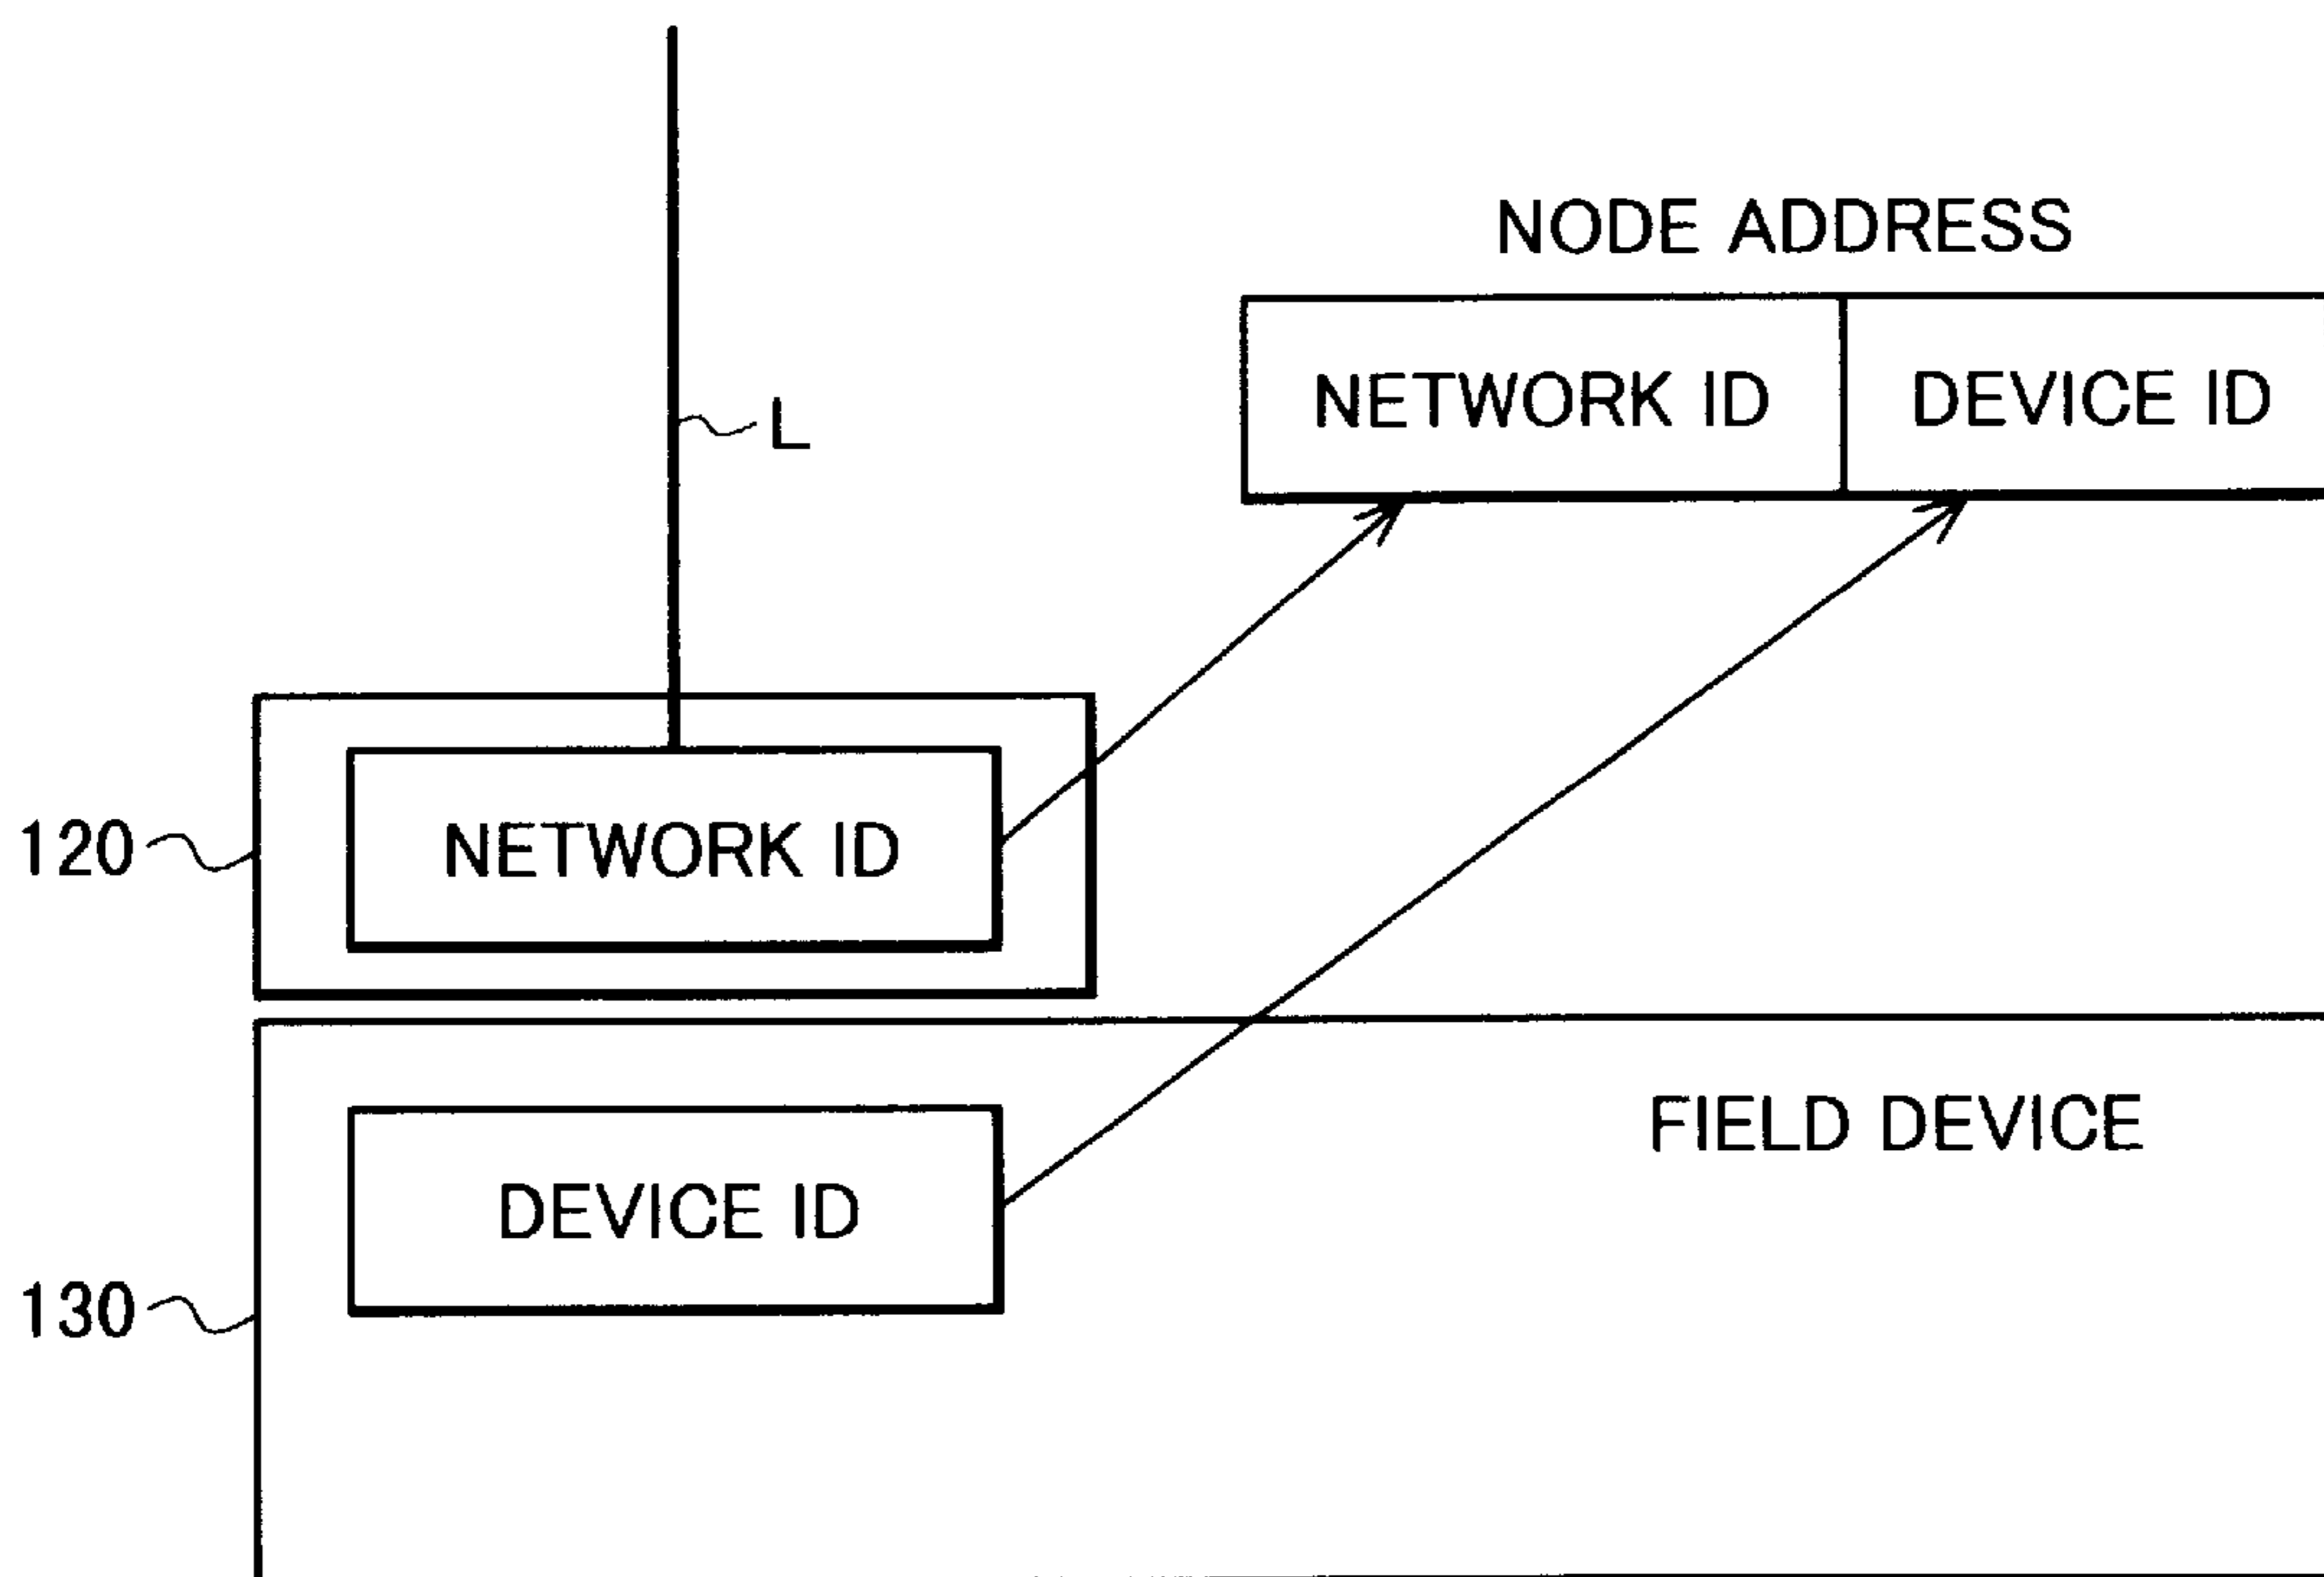 NODE ADDRESS
NETWORK ID DEVICE ID
L
120 NETWORK ID
FIELD DEVICE
DEVICE ID
130